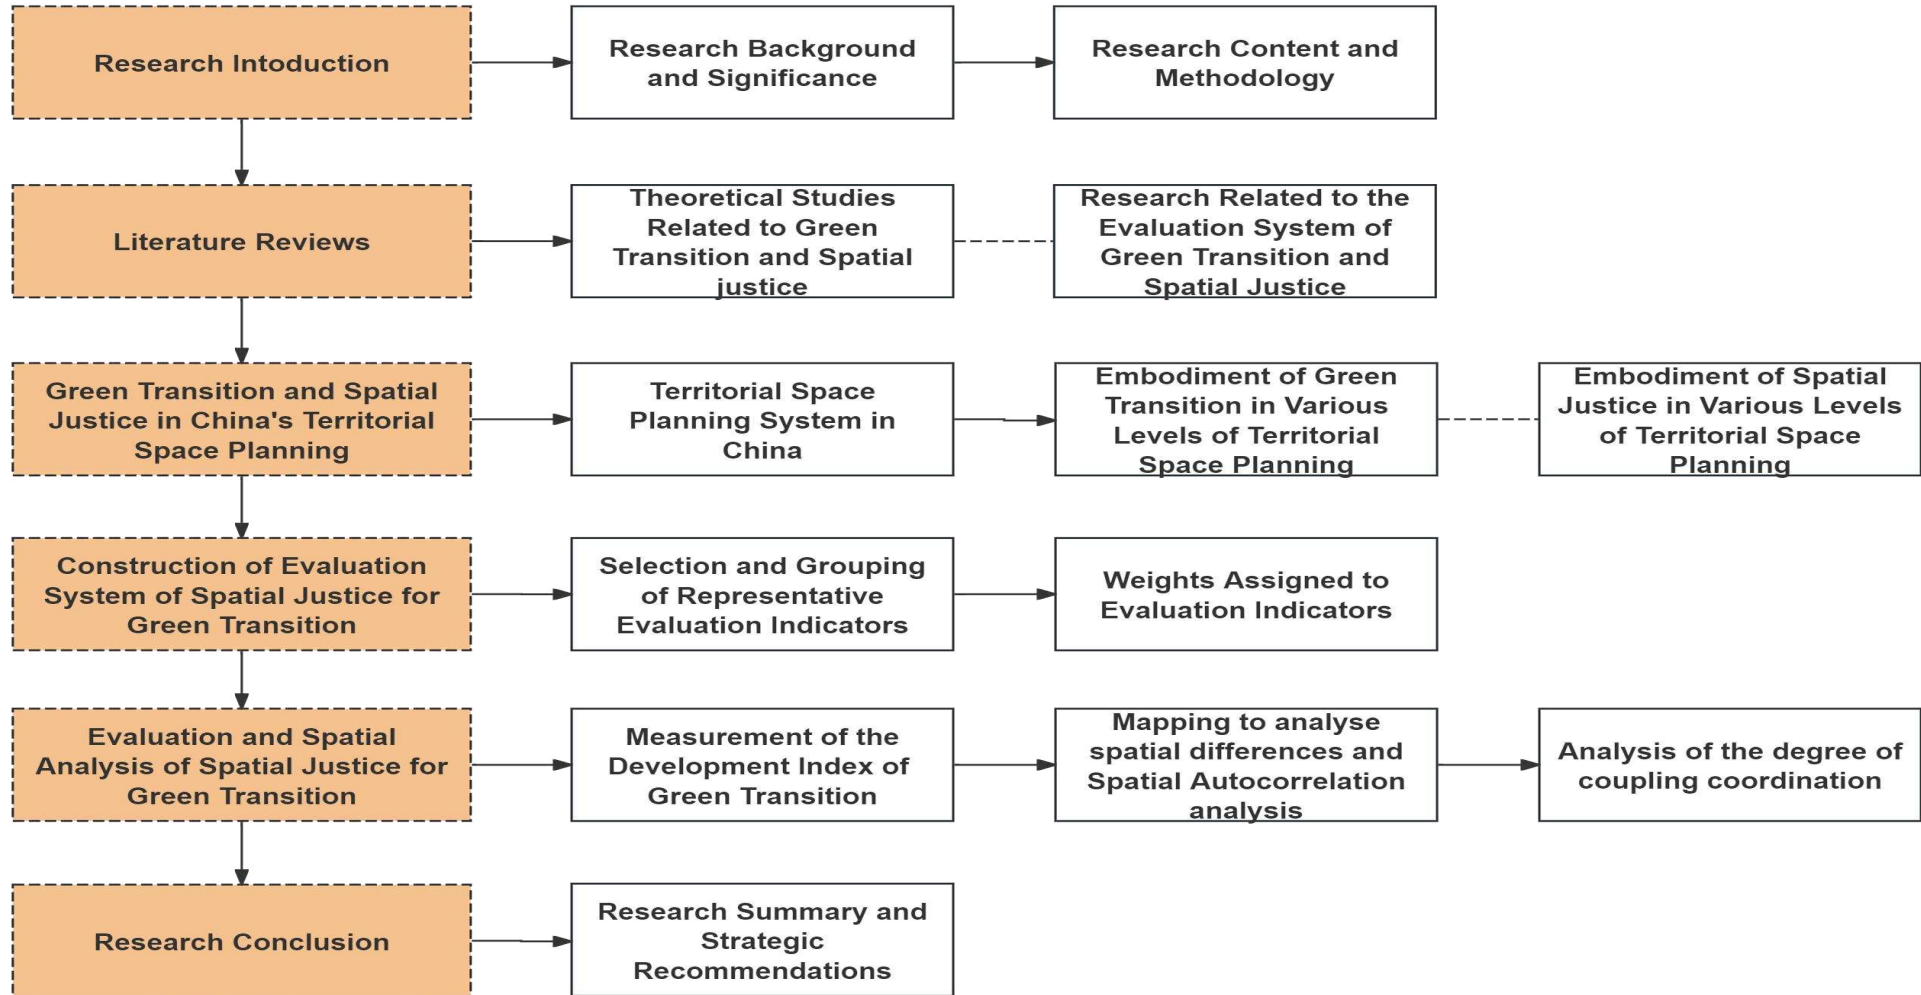 Research Intoduction
Research Background
and Significance
Research Content and
Methodology
Literature Reviews
Theoretical Studies
Related to Green
Transition and Spatial
justice
Research Related to the
Evaluation System of
Green Transition and
Spatial Justice
Green Transition and Spatial
Justice in China's Territorial
Space Planning
Territorial Space
Planning System in
China
Embodiment of Green
Transition in Various
Levels of Territorial
Space Planning
Embodiment of Spatial
Justice in Various Levels
of Territorial Space
Planning
Construction of Evaluation
System of Spatial Justice for
Green Transition
Selection and Grouping
of Representative
Evaluation Indicators
Weights Assigned to
Evaluation Indicators
Evaluation and Spatial
Analysis of Spatial Justice for
Green Transition
Measurement of the
Development Index of
Green Transition
Mapping to analyse
spatial differences and
Spatial Autocorrelation
analysis
Analysis of the degree of
coupling coordination
Research Conclusion
Research Summary and
Strategic
Recommendations